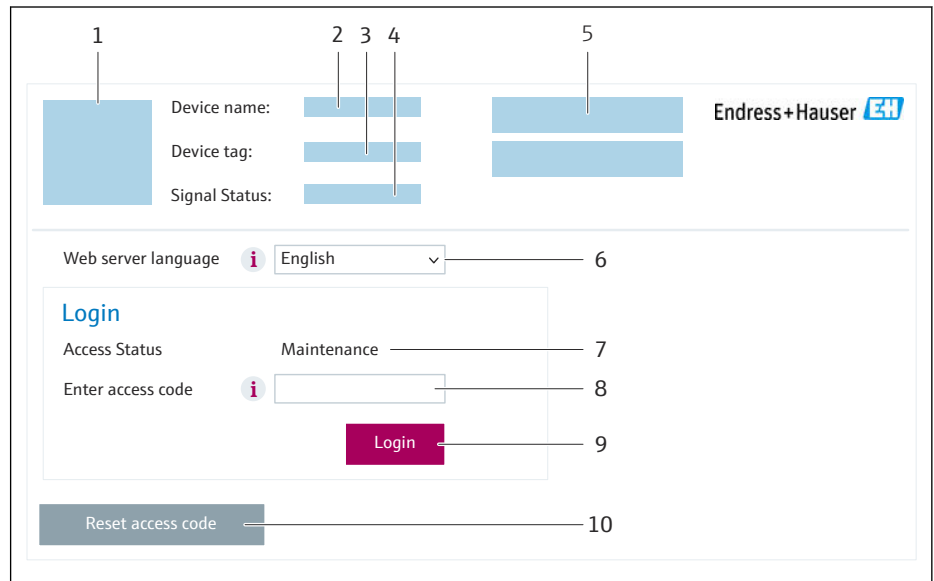 1 2 3 4 5
Device name:
Endress+Hauser EH
Device tag:
Signal Status:
Web server language i English 6
Login
Access Status Maintenance 7
Enter access code i 8
Login 9
Reset access code 10